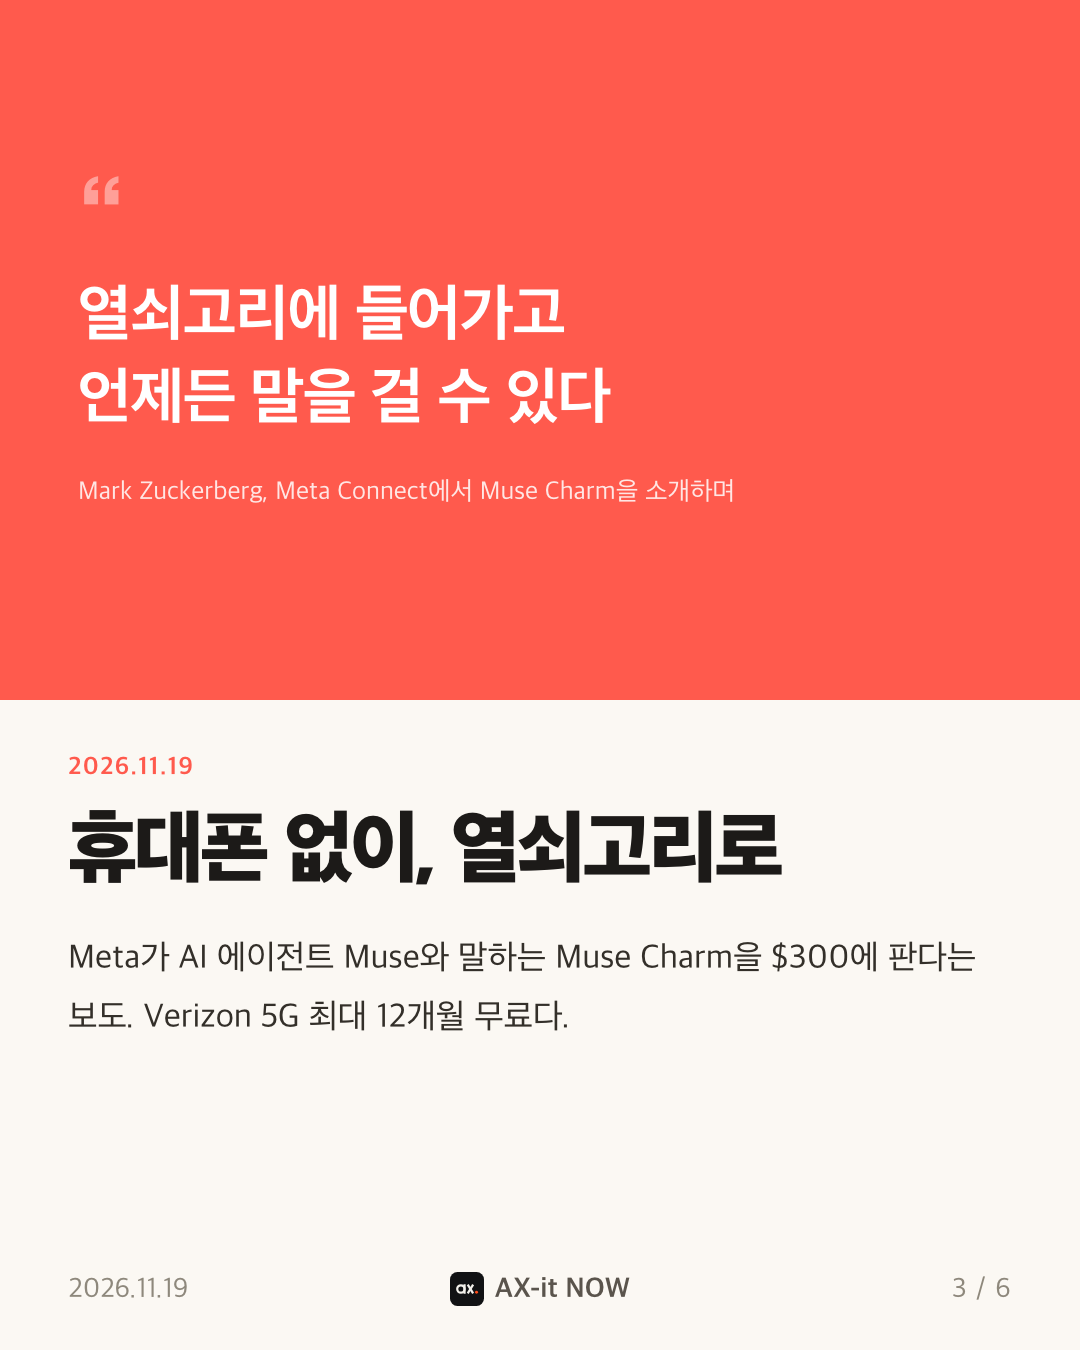 “
열쇠고리에 들어가고
언제든 말을 걸 수 있다
Mark Zuckerberg, Meta Connect에서 Muse Charm을 소개하며
2026.11.19
휴대폰 없이, 열쇠고리로
Meta가 AI 에이전트 Muse와 말하는 Muse Charm을 $300에 판다는
보도. Verizon 5G 최대 12개월 무료다.
2026.11.19
ax. AX-it NOW
3 / 6